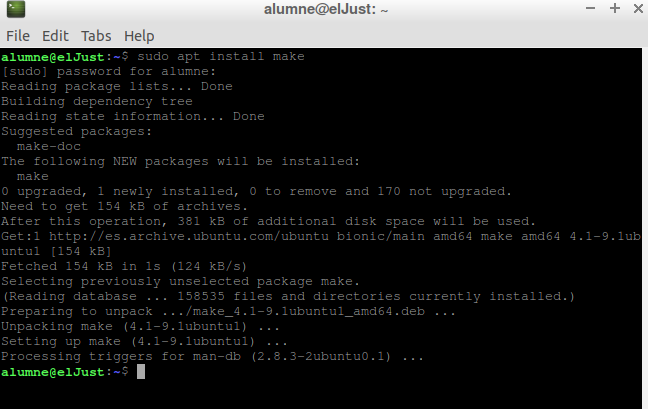 alumne@elJust: ~
File Edit Tabs Help
alumne@elJust:~$ sudo apt install make
[sudo] password for alumne:
Reading package lists... Done
Building dependency tree
Reading state information... Done
Suggested packages:
  make-doc
The following NEW packages will be installed:
  make
0 upgraded, 1 newly installed, 0 to remove and 170 not upgraded.
Need to get 154 kB of archives.
After this operation, 381 kB of additional disk space will be used.
Get:1 http://es.archive.ubuntu.com/ubuntu bionic/main amd64 make amd64 4.1-9.1ub
untu1 [154 kB]
Fetched 154 kB in 1s (124 kB/s)
Selecting previously unselected package make.
(Reading database ... 158535 files and directories currently installed.)
Preparing to unpack .../make_4.1-9.1ubuntu1_amd64.deb ...
Unpacking make (4.1-9.1ubuntu1) ...
Setting up make (4.1-9.1ubuntu1) ...
Processing triggers for man-db (2.8.3-2ubuntu0.1) ...
alumne@elJust:~$